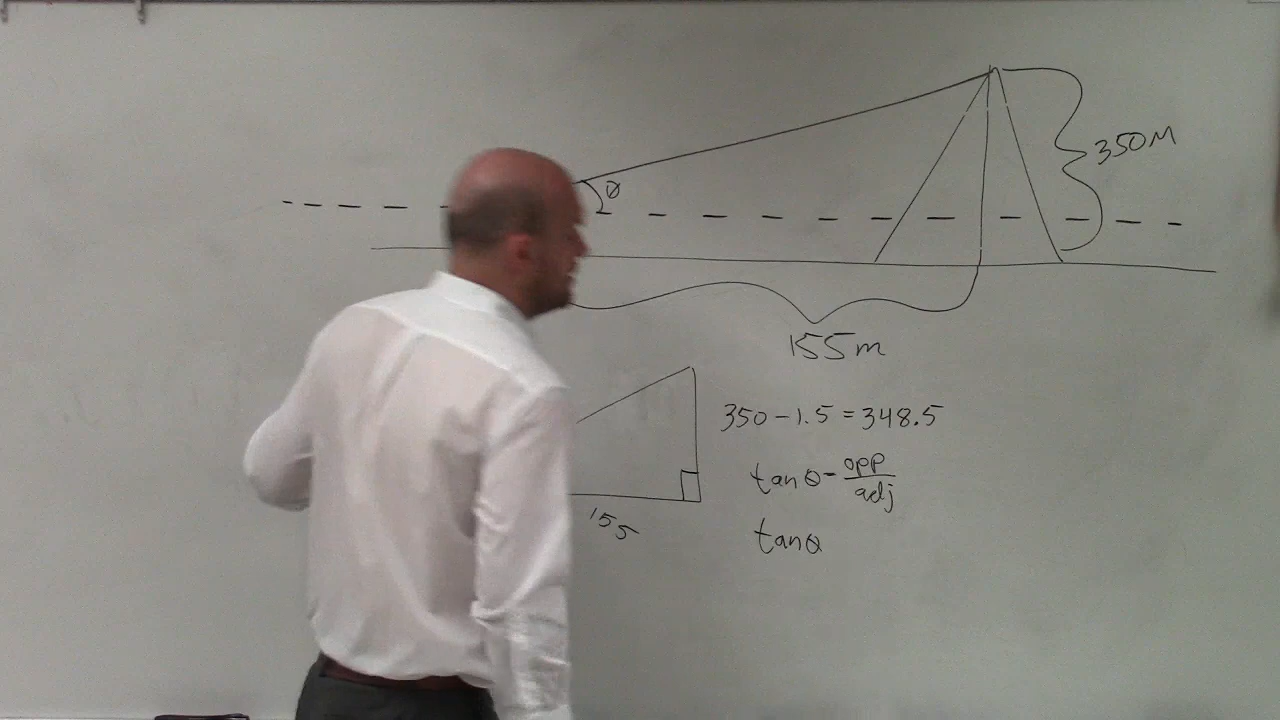 θ
350M
155m
350-1.5=348.5
tanθ=opp/adj
155
tanθ